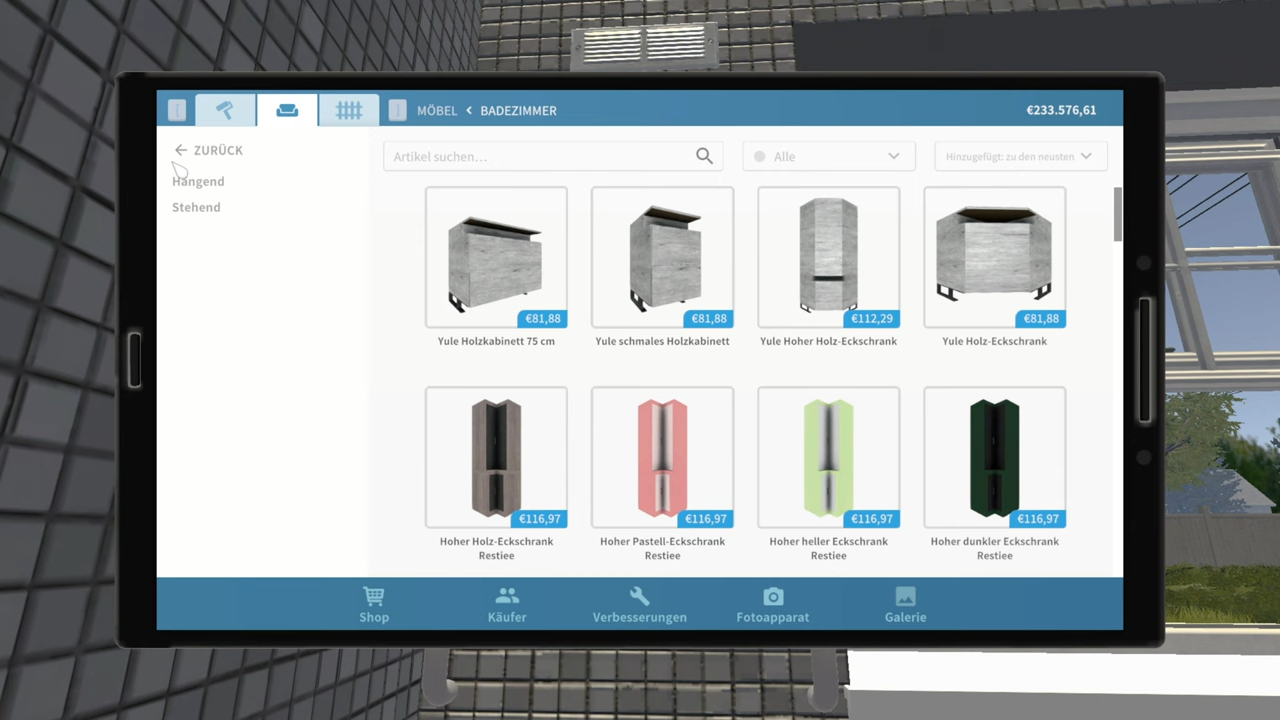 MÖBEL < BADEZIMMER
€233.576,61
ZURÜCK
Hängend
Stehend
Artikel suchen...
Alle
Hinzugefügt: zu den neusten
€81,88
€81,88
€112,29
€81,88
Yule Holzkabinett 75 cm
Yule schmales Holzkabinett
Yule Hoher Holz-Eckschrank
Yule Holz-Eckschrank
€116,97
€116,97
€116,97
€116,97
Hoher Holz-Eckschrank
Restiee
Hoher Pastell-Eckschrank
Restiee
Hoher heller Eckschrank
Restiee
Hoher dunkler Eckschrank
Restiee
Shop
Käufer
Verbesserungen
Fotoapparat
Galerie